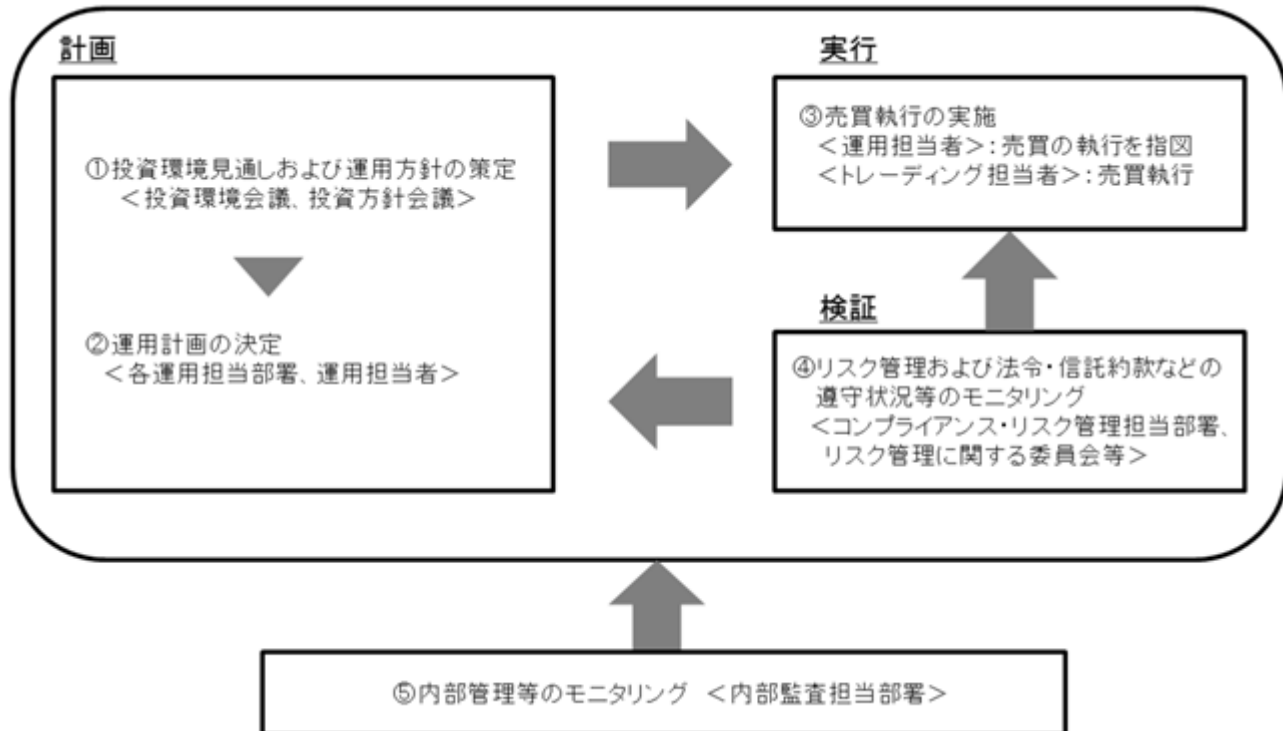 計画
①投資環境見通しおよび運用方針の策定
<投資環境会議、投資方針会議>
②運用計画の決定
<各運用担当部署、運用担当者>
実行
③売買執行の実施
<運用担当者>:売買の執行を指図
<トレーディング担当者>:売買執行
検証
④リスク管理および法令・信託約款などの
遵守状況等のモニタリング
<コンプライアンス・リスク管理担当部署、
リスク管理に関する委員会等>
⑤内部管理等のモニタリング <内部監査担当部署>